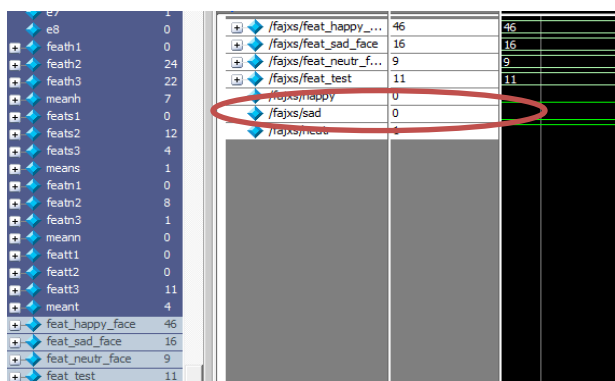 e7 1
e8 0
feath1 0
feath2 24
feath3 22
meanh 7
feats1 0
feats2 12
feats3 4
means 1
featn1 0
featn2 8
featn3 1
meann 0
featt1 0
featt2 0
featt3 11
meant 4
feat_happy_face 46
feat_sad_face 16
feat_neutr_face 9
feat_test 11
/fajxs/feat_happy_... 46 46
/fajxs/feat_sad_face 16 16
/fajxs/feat_neutr_f... 9 9
/fajxs/feat_test 11 11
/fajxs/happy 0
/fajxs/sad 0
/fajxs/neutr 1